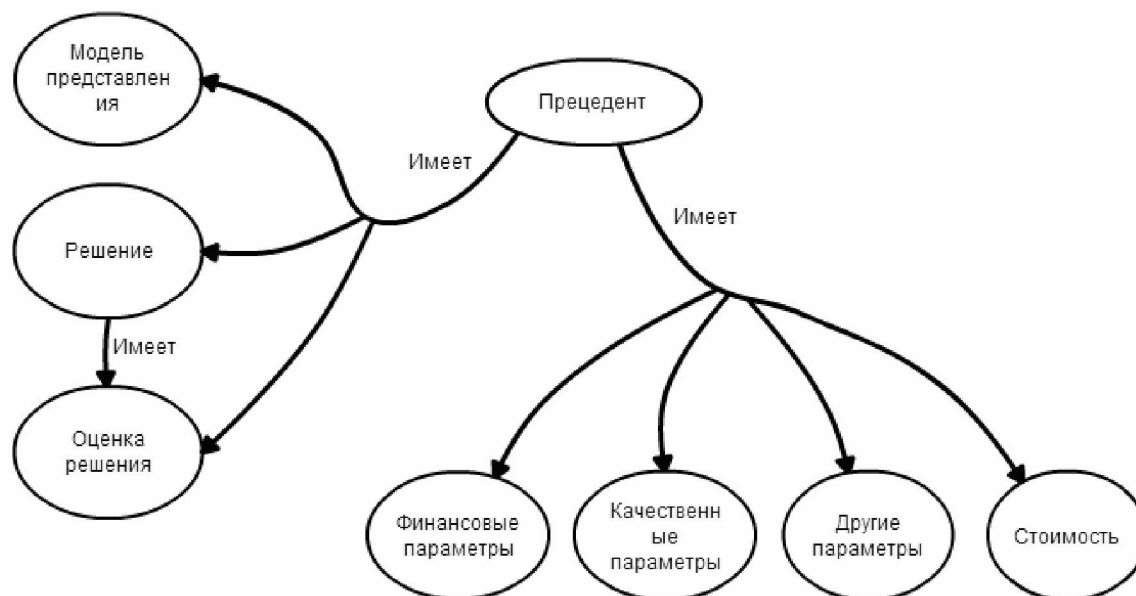 Модель
представлен
ия
Прецедент
Имеет
Имеет
Решение
Имеет
Оценка
решения
Финансовые
параметры
Качественн
ые
параметры
Другие
параметры
Стоимость